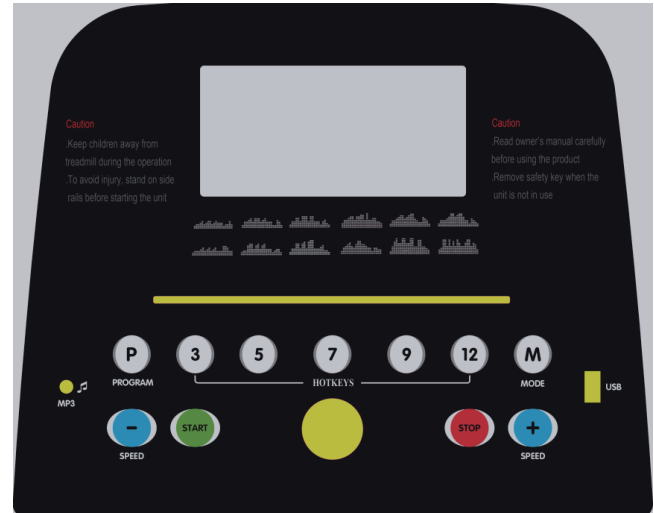 Caution
.Keep children away from
treadmill during the operation
.To avoid injury, stand on side
rails before starting the unit
Caution
.Read owner's manual carefully
before using the product
.Remove safety key when the
unit is not in use
P
3
5
7
9
12
M
PROGRAM
HOTKEYS
MODE
MP3
USB
-
START
STOP
+
SPEED
SPEED